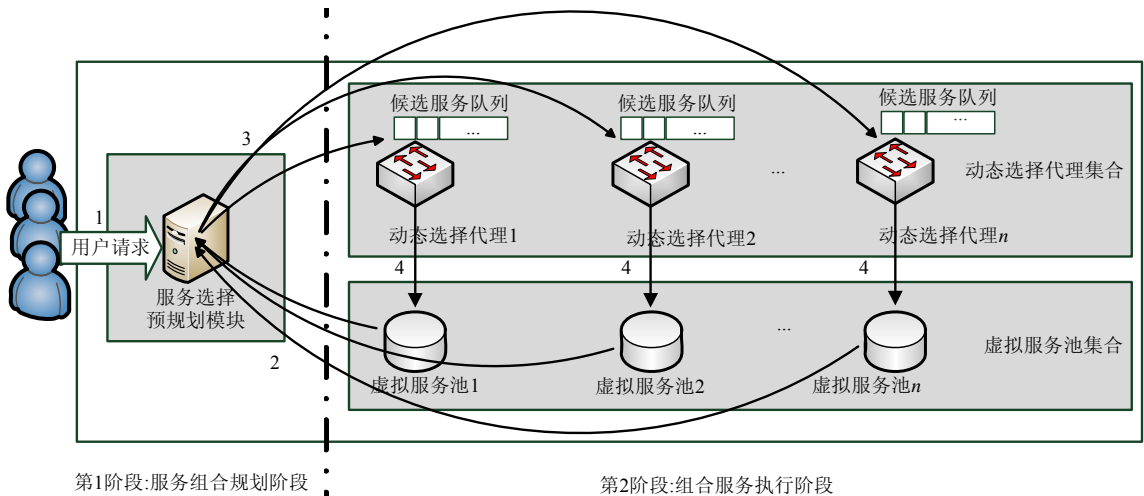 候选服务队列
候选服务队列
候选服务队列
...
...
...
3
动态选择代理集合
...
1
用户请求
动态选择代理1
动态选择代理2
动态选择代理n
4
4
4
服务选择
预规划模块
...
虚拟服务池集合
2
虚拟服务池1
虚拟服务池2
虚拟服务池n
第1阶段:服务组合规划阶段
第2阶段:组合服务执行阶段